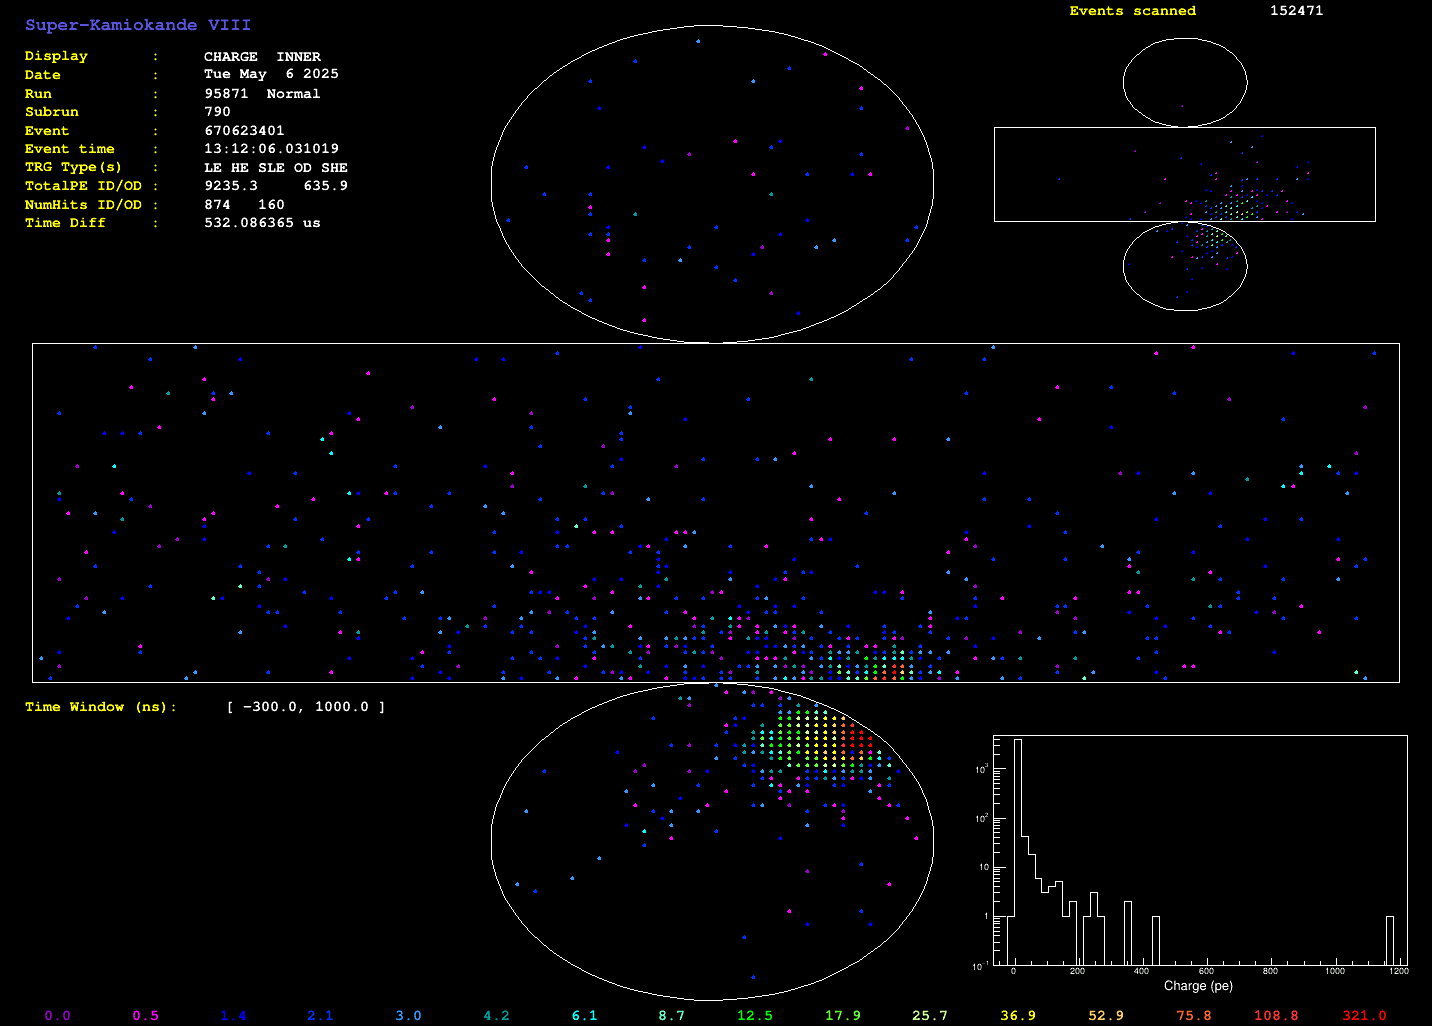 Super-Kamiokande VIII
Display : CHARGE INNER
Date : Tue May 6 2025
Run : 95871 Normal
Subrun : 790
Event : 670623401
Event time : 13:12:06.031019
TRG Type(s) : LE HE SLE OD SHE
TotalPE ID/OD : 9235.3 635.9
NumHits ID/OD : 874 160
Time Diff : 532.086365 us
Events scanned 152471
Time Window (ns): [ -300.0, 1000.0 ]
10^3
10^2
10
1
10^-1
0 200 400 600 800 1000 1200
Charge (pe)
0.0 0.5 1.4 2.1 3.0 4.2 6.1 8.7 12.5 17.9 25.7 36.9 52.9 75.8 108.8 321.0